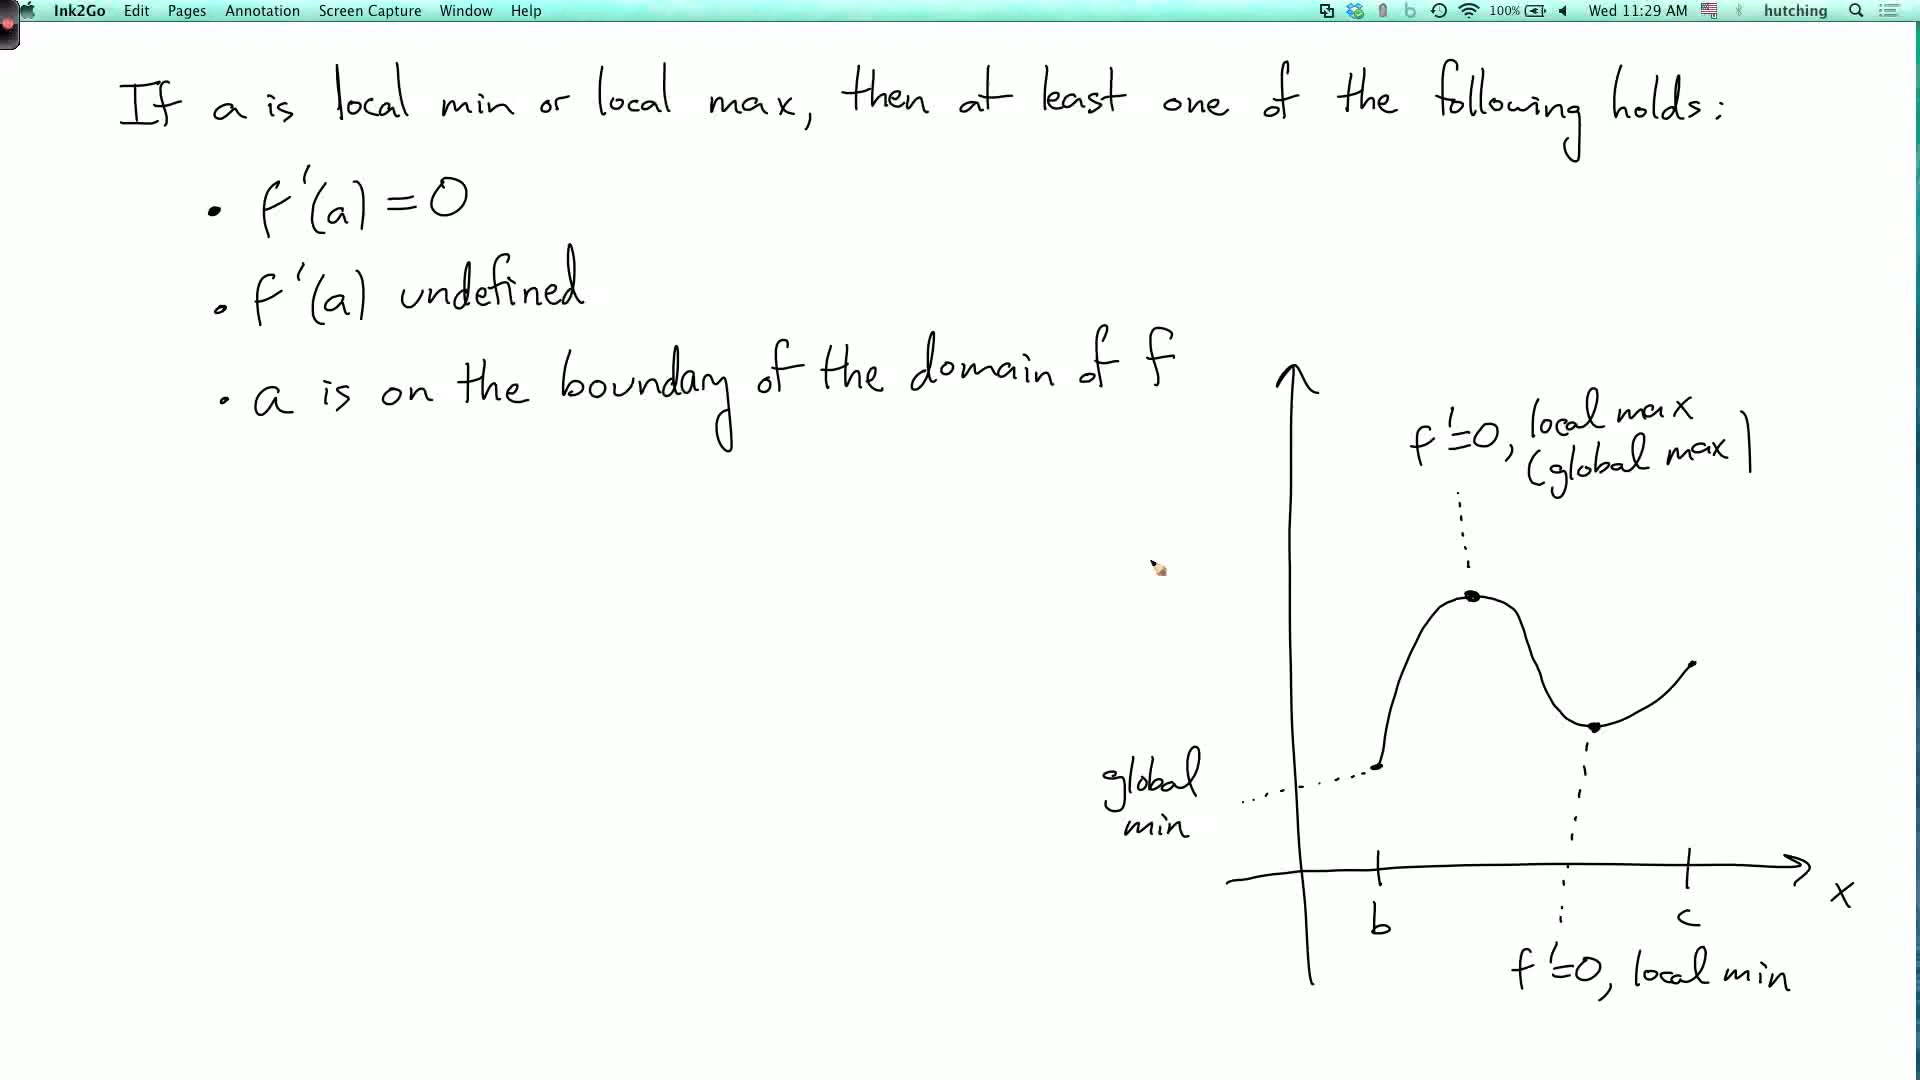 Ink2Go Edit Pages Annotation Screen Capture Window Help 100% Wed 11:29 AM hutching
If a is local min or local max, then at least one of the following holds:
• f'(a) = 0
• f'(a) undefined
• a is on the boundary of the domain of f
f'=0, local max
(global max)
global
min
b
c
x
f'=0, local min